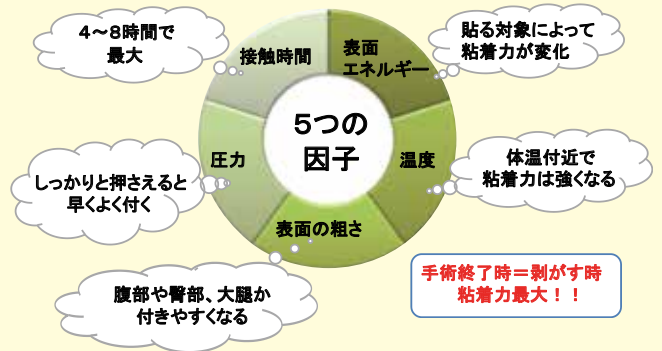 4～8時間で
最大
接触時間
表面
エネルギー
貼る対象によって
粘着力が変化
5つの
因子
圧力
温度
しっかりと押さえると
早くよく付く
体温付近で
粘着力は強くなる
表面の粗さ
腹部や臀部、大腿か
付きやすくなる
手術終了時＝剥がす時
粘着力最大！！